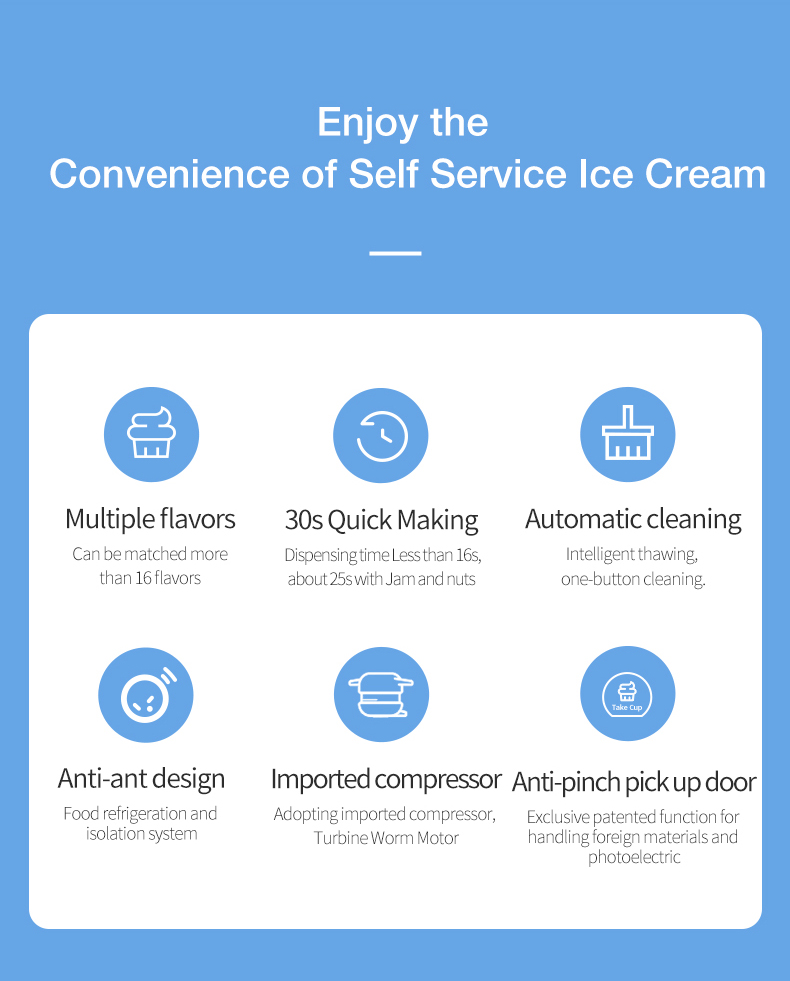 Enjoy the
Convenience of Self Service Ice Cream
Multiple flavors
Can be matched more
than 16 flavors
30s Quick Making
Dispensing time Less than 16s,
about 25s with Jam and nuts
Automatic cleaning
Intelligent thawing,
one-button cleaning.
Anti-ant design
Food refrigeration and
isolation system
Imported compressor
Adopting imported compressor,
Turbine Worm Motor
Take Cup
Anti-pinch pick up door
Exclusive patented function for
handling foreign materials and
photoelectric